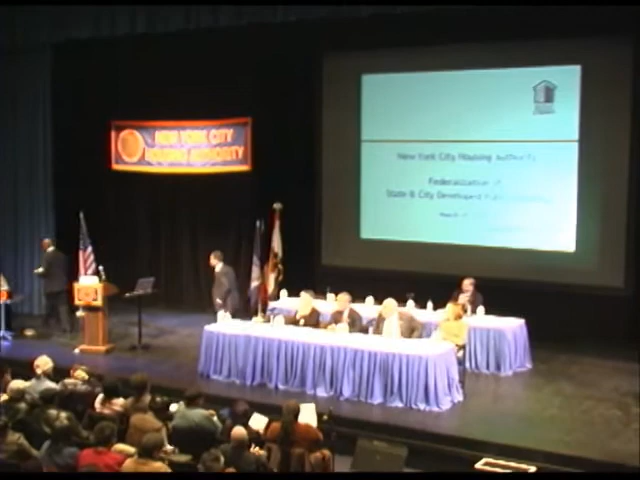 NEW YORK CITY
HOUSING AUTHORITY
New York City Housing Authority
Federalization of
State & City Developed